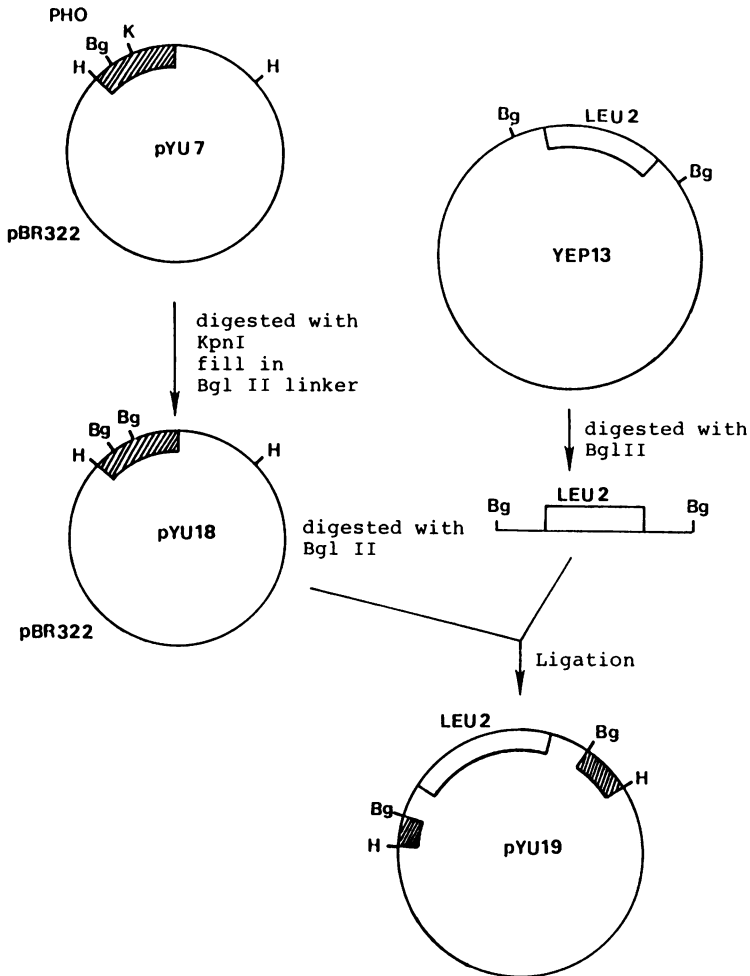 PHO
K
Bg
H
H
pYU7
pBR322
LEU2
Bg
Bg
YEP13
digested with
KpnI
fill in
Bgl II linker
Bg
Bg
H
H
pYU18
pBR322
digested with
BglII
LEU2
Bg
Bg
digested with
Bgl II
Ligation
LEU2
Bg
H
Bg
H
pYU19